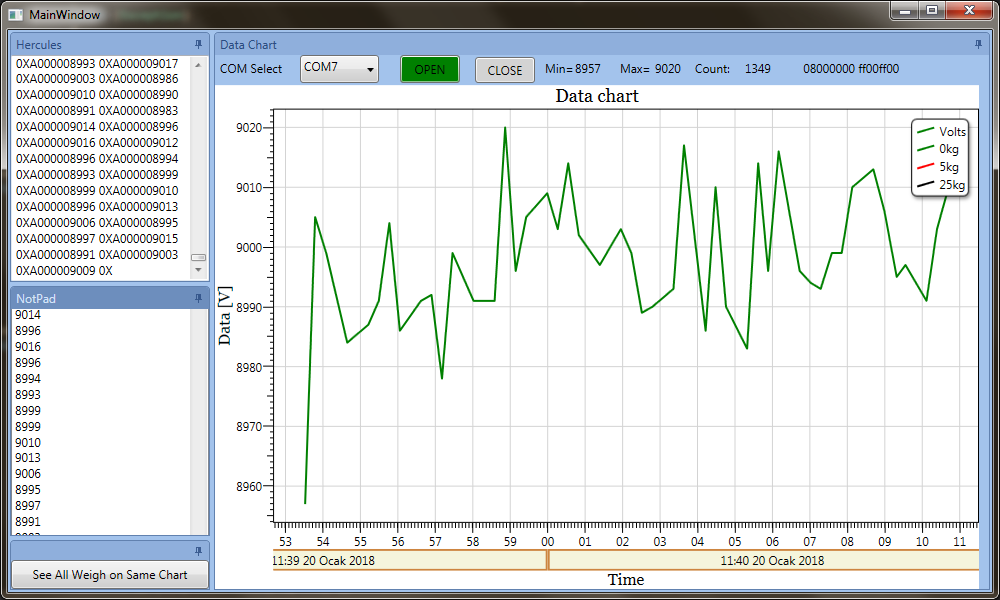 MainWindow
Hercules
0XA000008993 0XA000009017
0XA000009003 0XA000008986
0XA000009010 0XA000008990
0XA000008991 0XA000008983
0XA000009014 0XA000008996
0XA000009016 0XA000009012
0XA000008996 0XA000008994
0XA000008993 0XA000008999
0XA000008999 0XA000009010
0XA000008996 0XA000009013
0XA000009006 0XA000008995
0XA000008997 0XA000009015
0XA000008991 0XA000009003
0XA000009009 0X
NotPad
9014
8996
9016
8996
8994
8993
8999
8999
9010
9013
9006
8995
8997
8991
See All Weigh on Same Chart
Data Chart
COM Select COM7 OPEN CLOSE Min= 8957 Max= 9020 Count: 1349 08000000 ff00ff00
Data chart
Volts
0kg
5kg
25kg
Data [V]
9020
9010
9000
8990
8980
8970
8960
53 54 55 56 57 58 59 00 01 02 03 04 05 06 07 08 09 10 11
11:39 20 Ocak 2018 11:40 20 Ocak 2018
Time